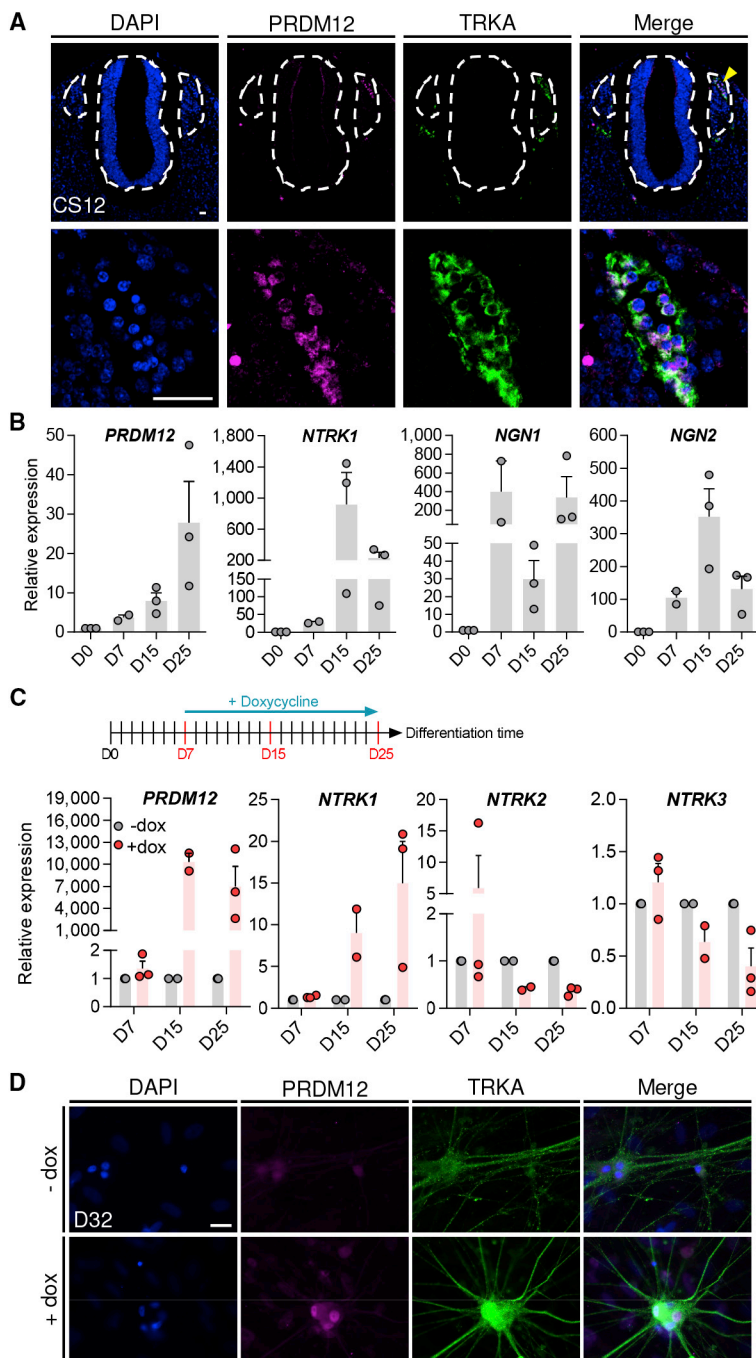 A
DAPI PRDM12 TRKA Merge
CS12
B
PRDM12 NTRK1 NGN1 NGN2
Relative expression
50
40
30
20
10
0
1,800
1,400
1,000
600
200
150
100
50
0
1,000
800
600
400
200
50
40
30
20
10
0
600
500
400
300
200
100
0
D0 D7 D15 D25 D0 D7 D15 D25 D0 D7 D15 D25 D0 D7 D15 D25
C
+ Doxycycline
Differentiation time
D0 D7 D15 D25
PRDM12 NTRK1 NTRK2 NTRK3
-dox
+dox
Relative expression
19,000
16,000
13,000
10,000
7,000
4,000
1,000
2
1
0
25
20
15
10
5
0
20
15
10
5
2
1
0
2.0
1.5
1.0
0.5
0.0
D7 D15 D25 D7 D15 D25 D7 D15 D25 D7 D15 D25
D
DAPI PRDM12 TRKA Merge
- dox
D32
+ dox